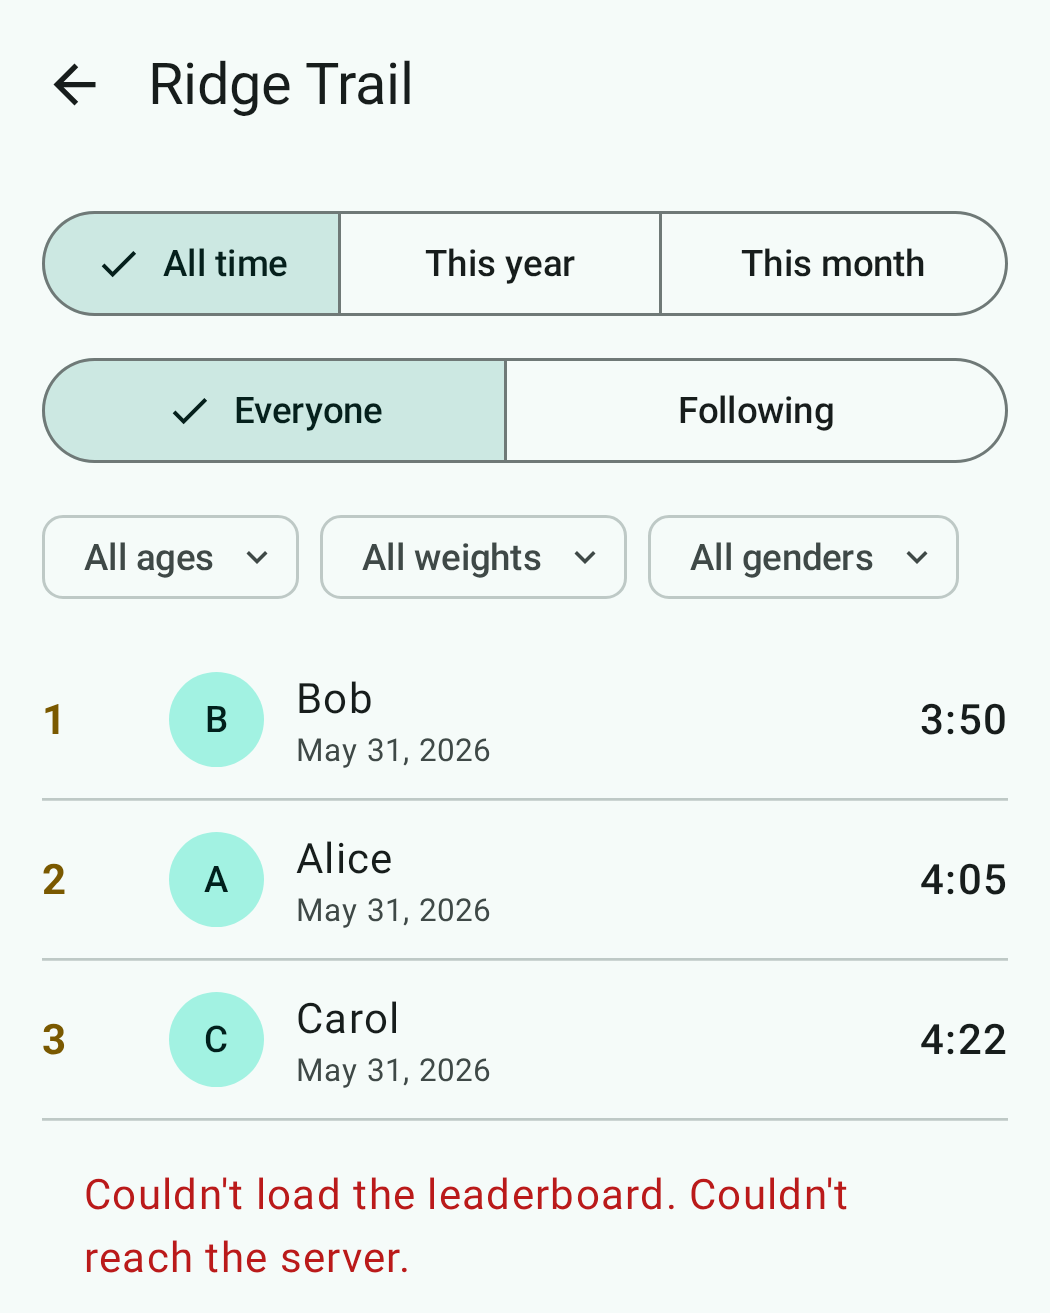 Ridge Trail
All time
This year
This month
Everyone
Following
All ages
All weights
All genders
1
B
Bob
May 31, 2026
3:50
2
A
Alice
May 31, 2026
4:05
3
C
Carol
May 31, 2026
4:22
Couldn't load the leaderboard. Couldn't
reach the server.